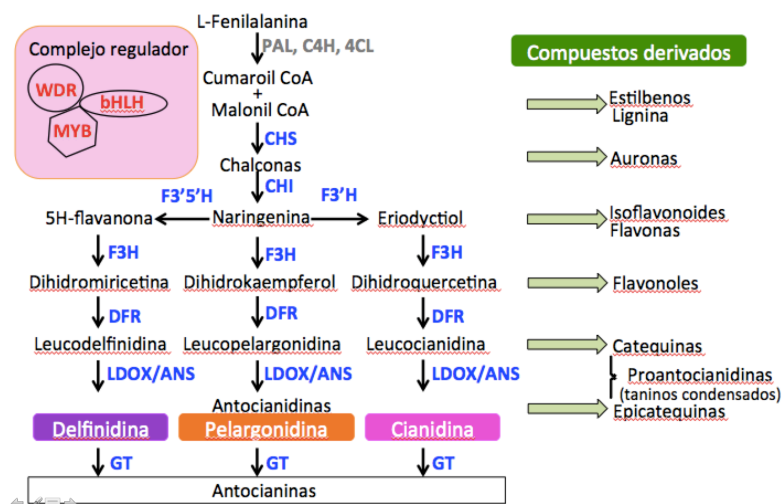 L-Fenilalanina
Complejo regulador
WDR
bHLH
MYB
PAL, C4H, 4CL
Cumaroil CoA
+
Malonil CoA
CHS
Chalconas
CHI
F3'5'H
F3'H
5H-flavanona
Naringenina
Eriodyctiol
F3H
F3H
F3H
Dihidromiricetina
Dihidrokaempferol
Dihidroquercetina
DFR
DFR
DFR
Leucodelfinidina
Leucopelargonidina
Leucocianidina
LDOX/ANS
LDOX/ANS
LDOX/ANS
Antocianidinas
Delfinidina
Pelargonidina
Cianidina
GT
GT
GT
Antocianinas
Compuestos derivados
Estilbenos
Lignina
Auronas
Isoflavonoides
Flavonas
Flavonoles
Catequinas
Proantocianidinas
(taninos condensados)
Epicatequinas